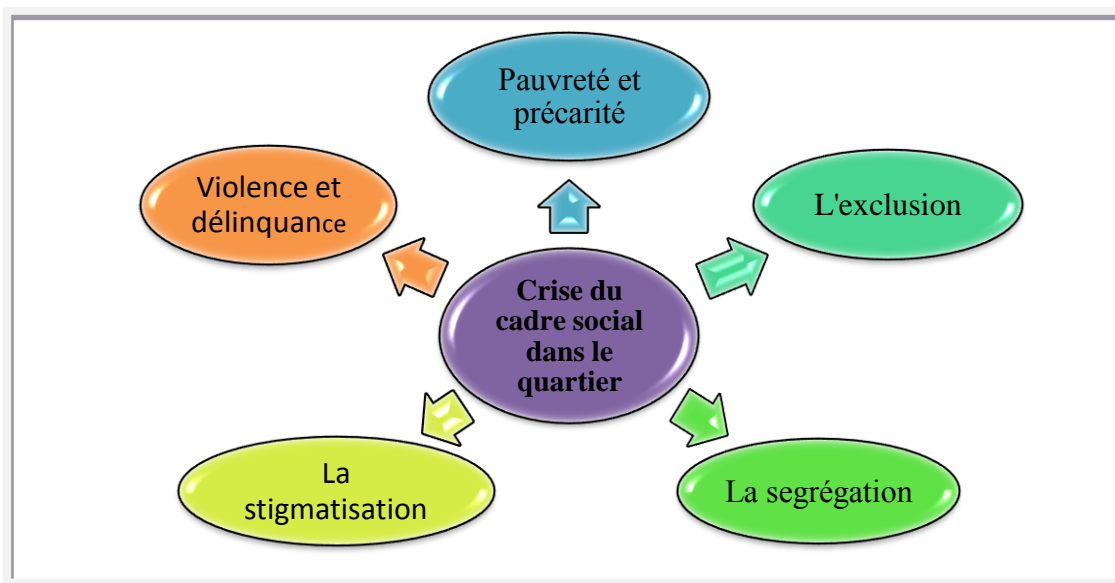 Pauvreté et
précarité
Violence et
délinquance
L'exclusion
Crise du
cadre social
dans le
quartier
La
stigmatisation
La segrégation